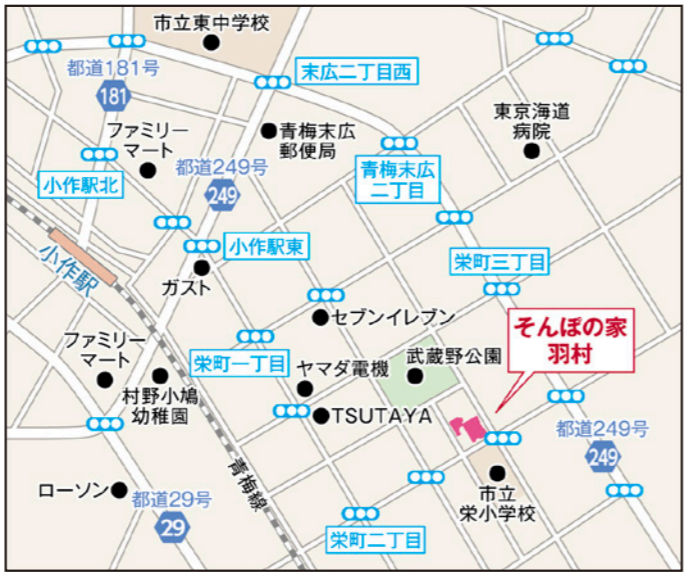 市立東中学校
末広二丁目西
都道181号
181
ファミリー
マート
青梅末広
郵便局
東京海道
病院
都道249号
249
青梅末広
二丁目
小作駅北
小作駅東
栄町三丁目
小作駅
ガスト
セブンイレブン
そんぽの家
羽村
ファミリー
マート
栄町一丁目
ヤマダ電機
武蔵野公園
村野小鳩
幼稚園
TSUTAYA
都道249号
249
青梅線
ローソン
都道29号
29
市立
栄小学校
栄町二丁目